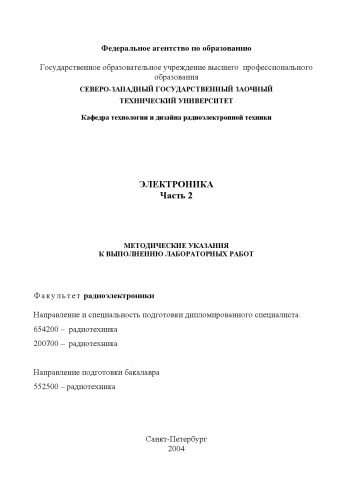 Федеральное агентство по образованию
Государственное образовательное учреждение высшего профессионального
образования
СЕВЕРО-ЗАПАДНЫЙ ГОСУДАРСТВЕННЫЙ ЗАОЧНЫЙ
ТЕХНИЧЕСКИЙ УНИВЕРСИТЕТ
Кафедра технологии и дизайна радиоэлектронной техники
ЭЛЕКТРОНИКА
Часть 2
МЕТОДИЧЕСКИЕ УКАЗАНИЯ
К ВЫПОЛНЕНИЮ ЛАБОРАТОРНЫХ РАБОТ
Факультет радиоэлектроники
Направление и специальность подготовки дипломированного специалиста:
654200 – радиотехника
200700 – радиотехника
Направление подготовки бакалавра
552500 – радиотехника
Санкт-Петербург
2004